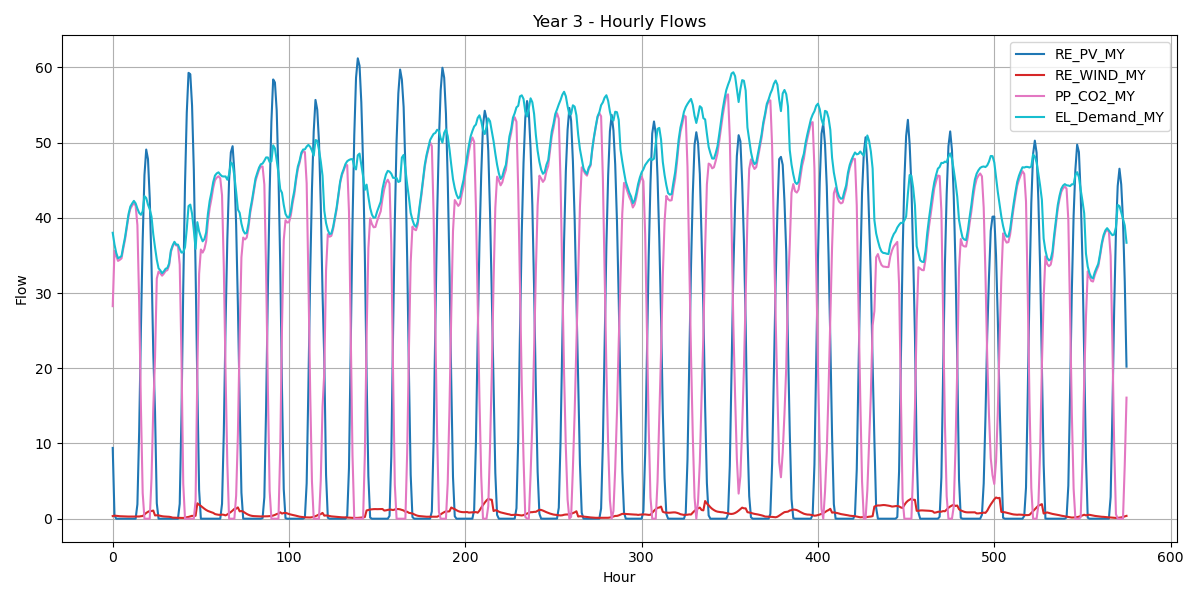 Year 3 - Hourly Flows
RE_PV_MY
RE_WIND_MY
PP_CO2_MY
EL_Demand_MY
Flow
60
50
40
30
20
10
0
0 100 200 300 400 500 600
Hour